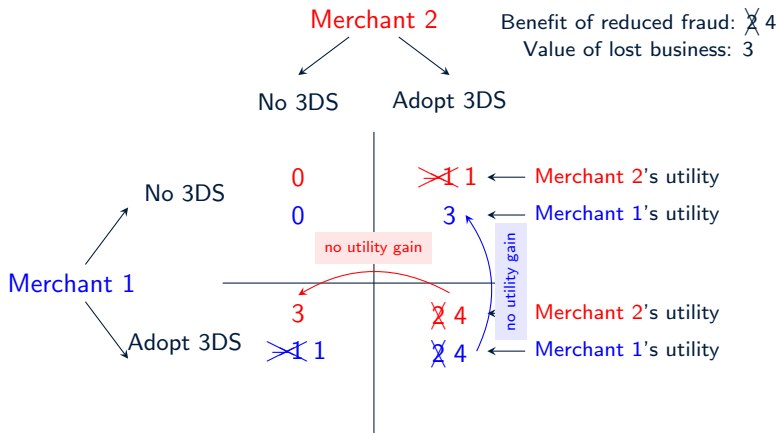 Merchant 2
Benefit of reduced fraud: 2 4
Value of lost business: 3
No 3DS
Adopt 3DS
No 3DS
0
−1 1
Merchant 2's utility
0
3
Merchant 1's utility
no utility gain
no utility gain
Merchant 1
3
2 4
Merchant 2's utility
Adopt 3DS
−1 1
2 4
Merchant 1's utility